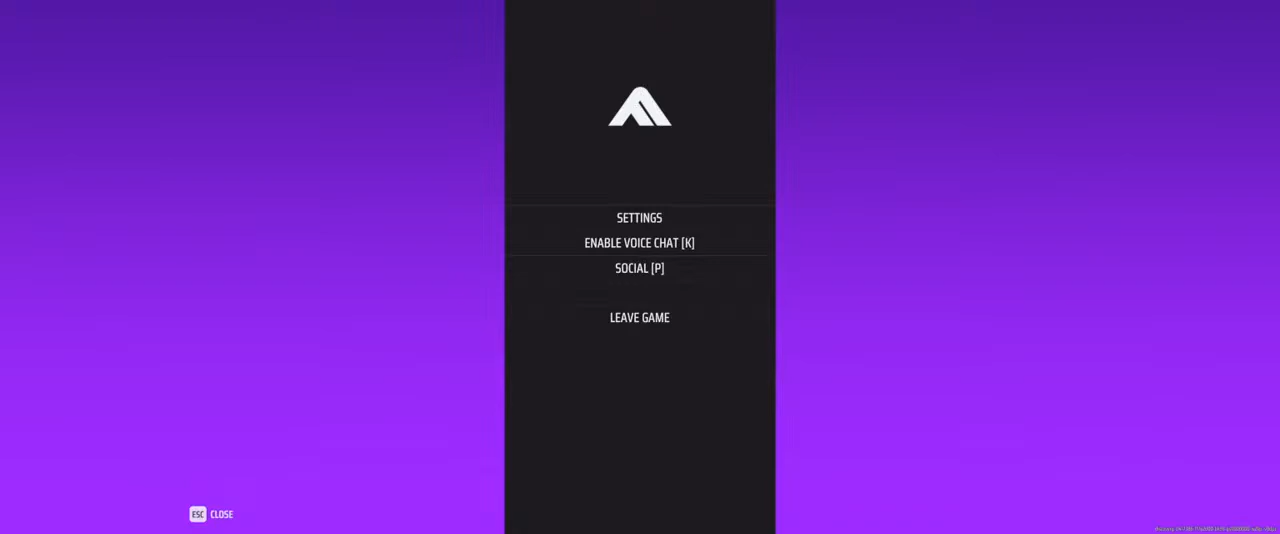 SETTINGS
ENABLE VOICE CHAT [K]
SOCIAL [P]
LEAVE GAME
ESC CLOSE